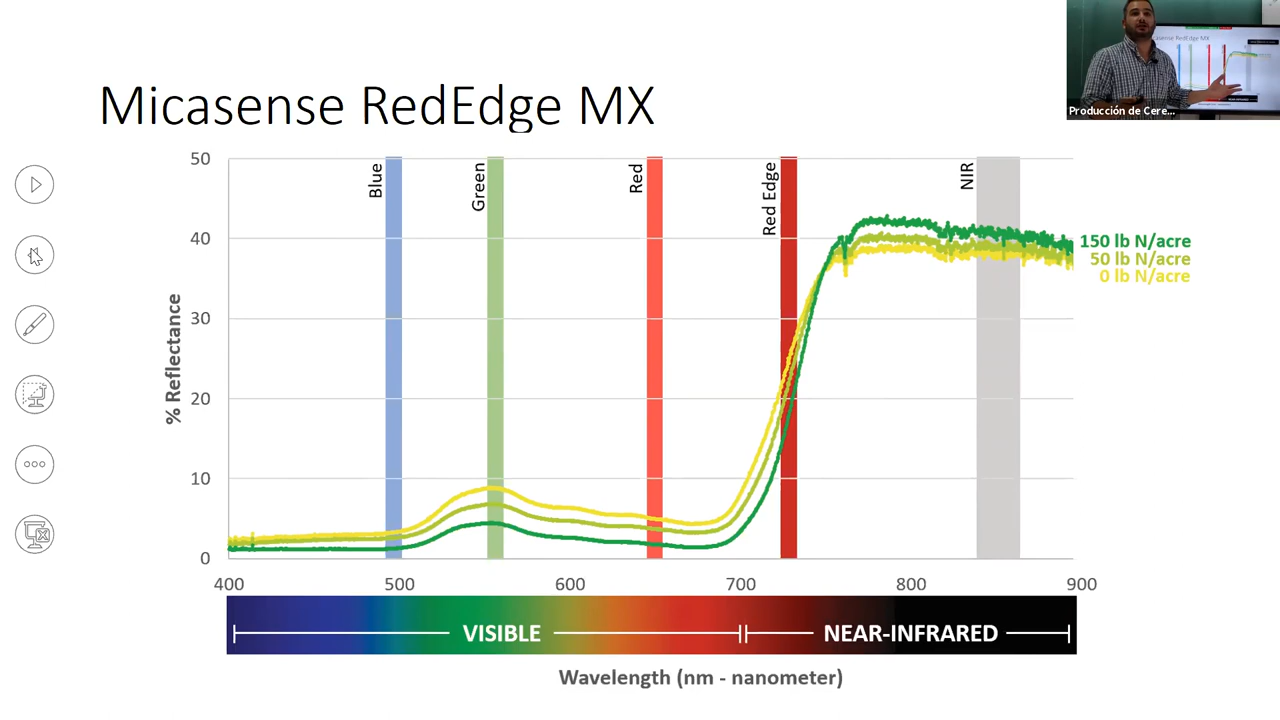 Micasense RedEdge MX
Producción de Cere...
50
40
30
20
10
0
% Reflectance
Blue
Green
Red
Red Edge
NIR
150 lb N/acre
50 lb N/acre
0 lb N/acre
400 500 600 700 800 900
VISIBLE NEAR-INFRARED
Wavelength (nm - nanometer)